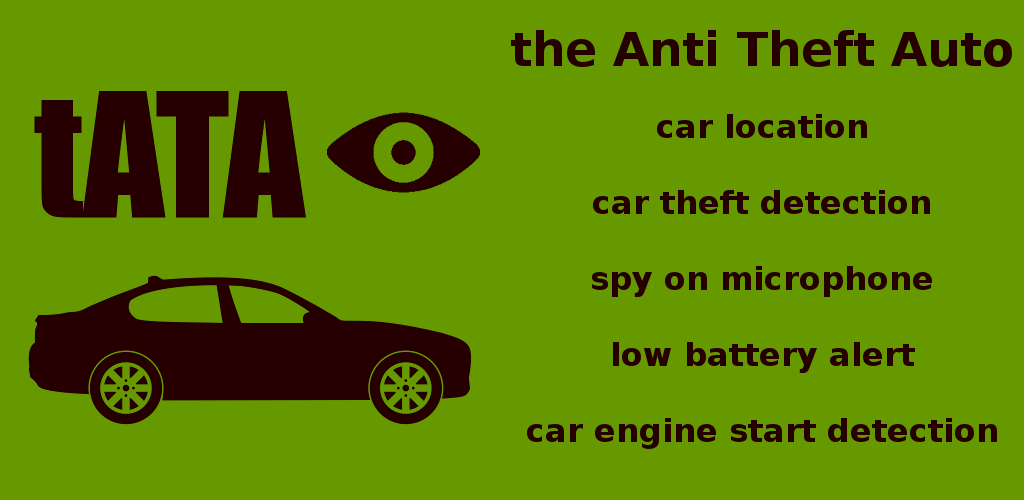 the Anti Theft Auto
tATA
car location
car theft detection
spy on microphone
low battery alert
car engine start detection